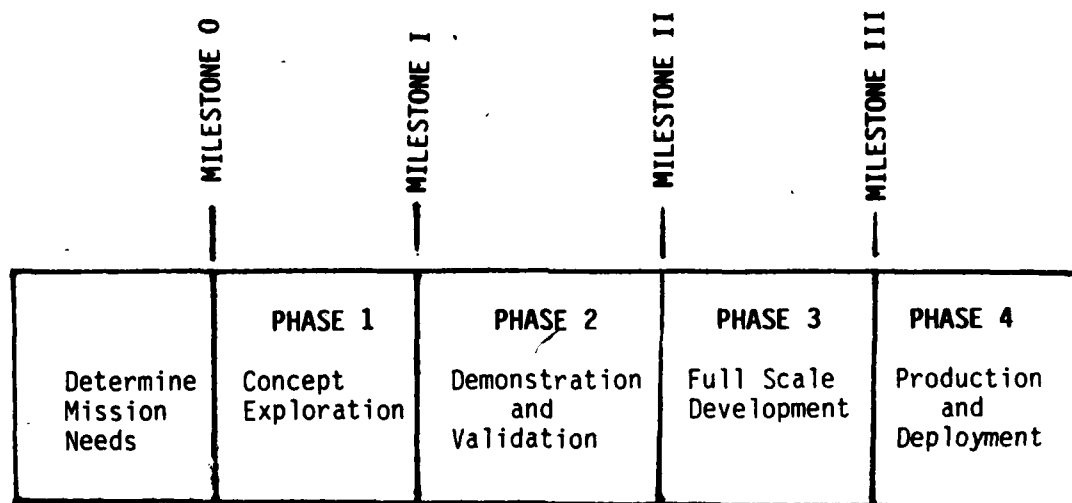 MILESTONE 0
MILESTONE I
MILESTONE II
MILESTONE III
PHASE 1
PHASE 2
PHASE 3
PHASE 4
Determine
Mission
Needs
Concept
Exploration
Demonstration
and
Validation
Full Scale
Development
Production
and
Deployment